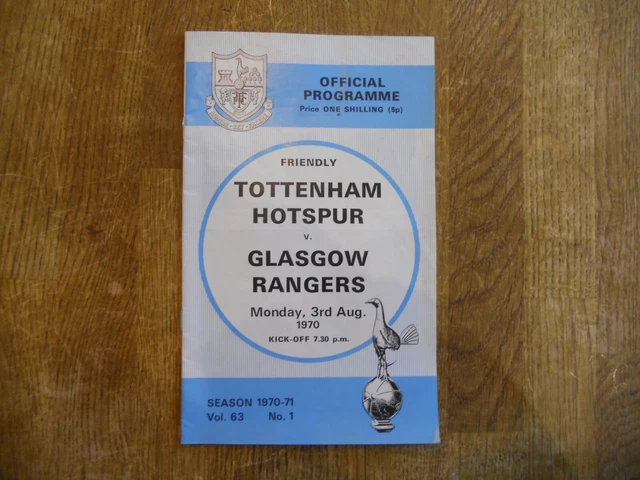 OFFICIAL
PROGRAMME
Price ONE SHILLING (5p)
FRIENDLY
TOTTENHAM
HOTSPUR
v.
GLASGOW
RANGERS
Monday, 3rd Aug.
1970
KICK-OFF 7.30 p.m.
SEASON 1970-71
Vol. 63 No. 1